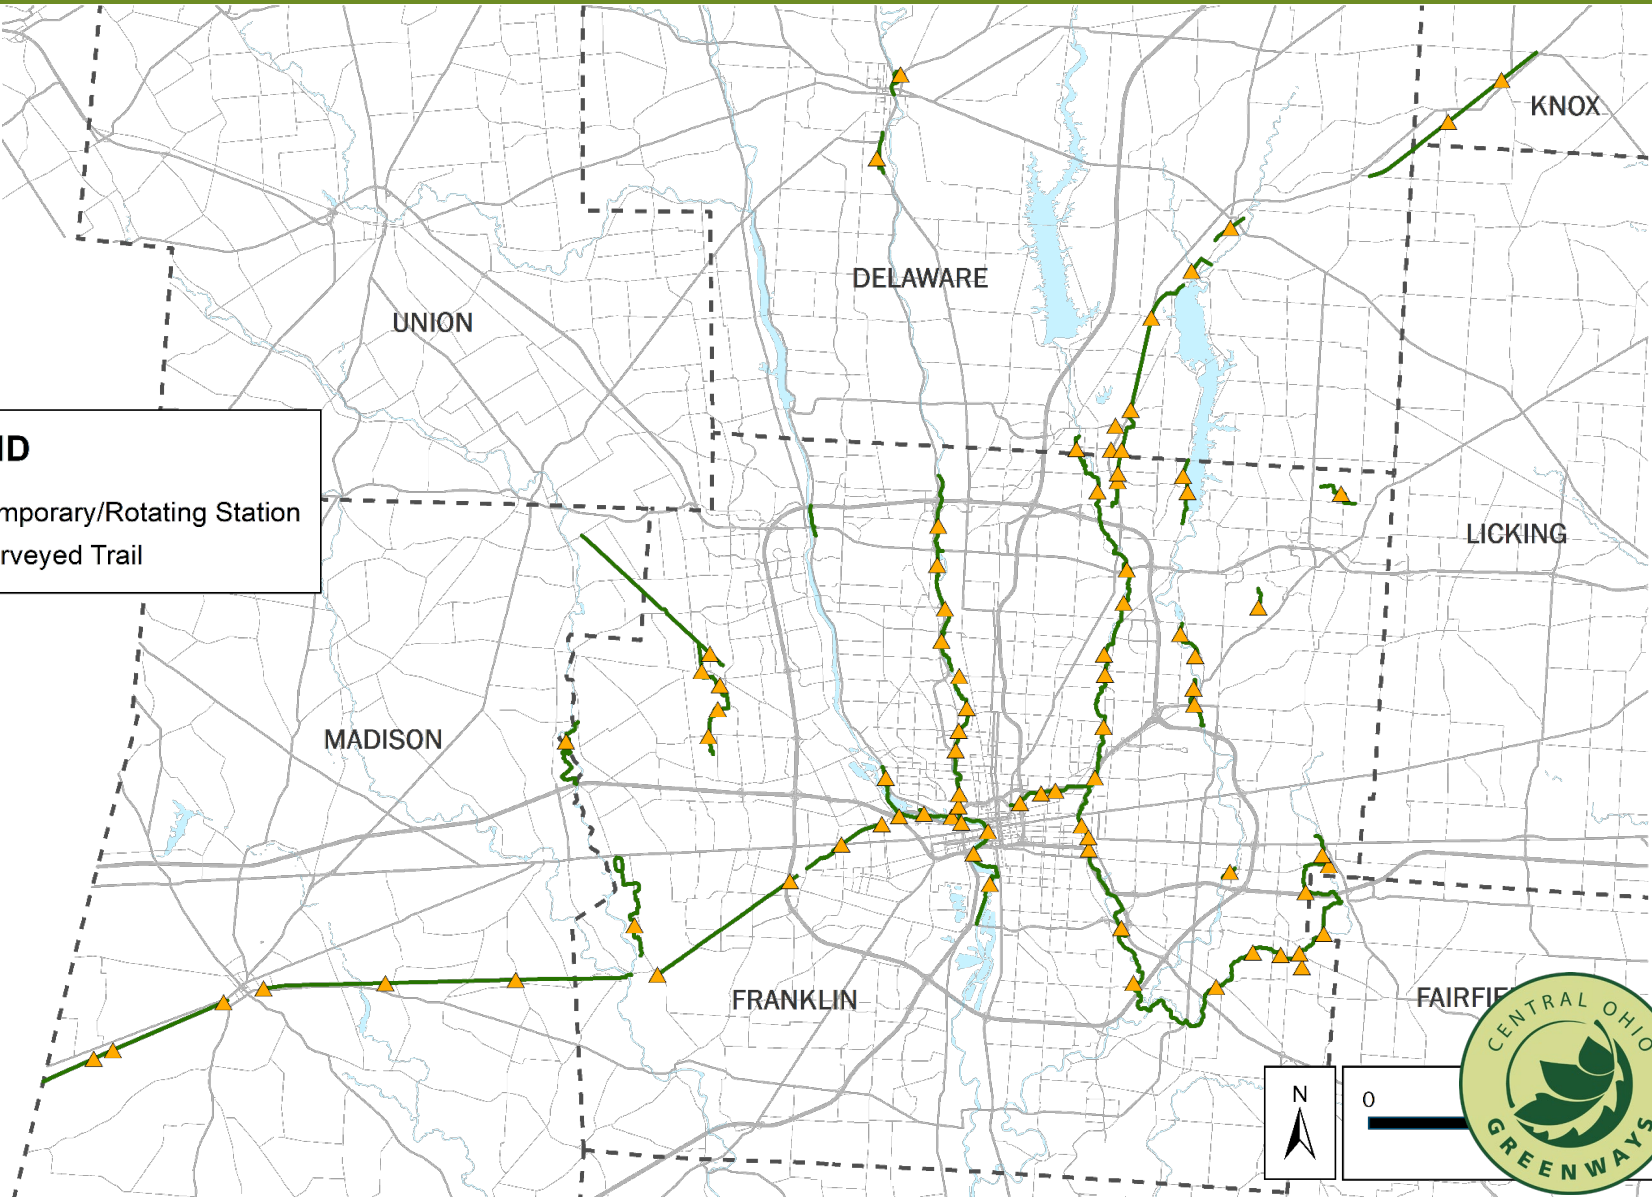 KNOX
DELAWARE
UNION
ID
mporary/Rotating Station
rveyed Trail
LICKING
MADISON
FRANKLIN
FAIRFIE
CENTRAL OHIO
GREENWAYS
N
0